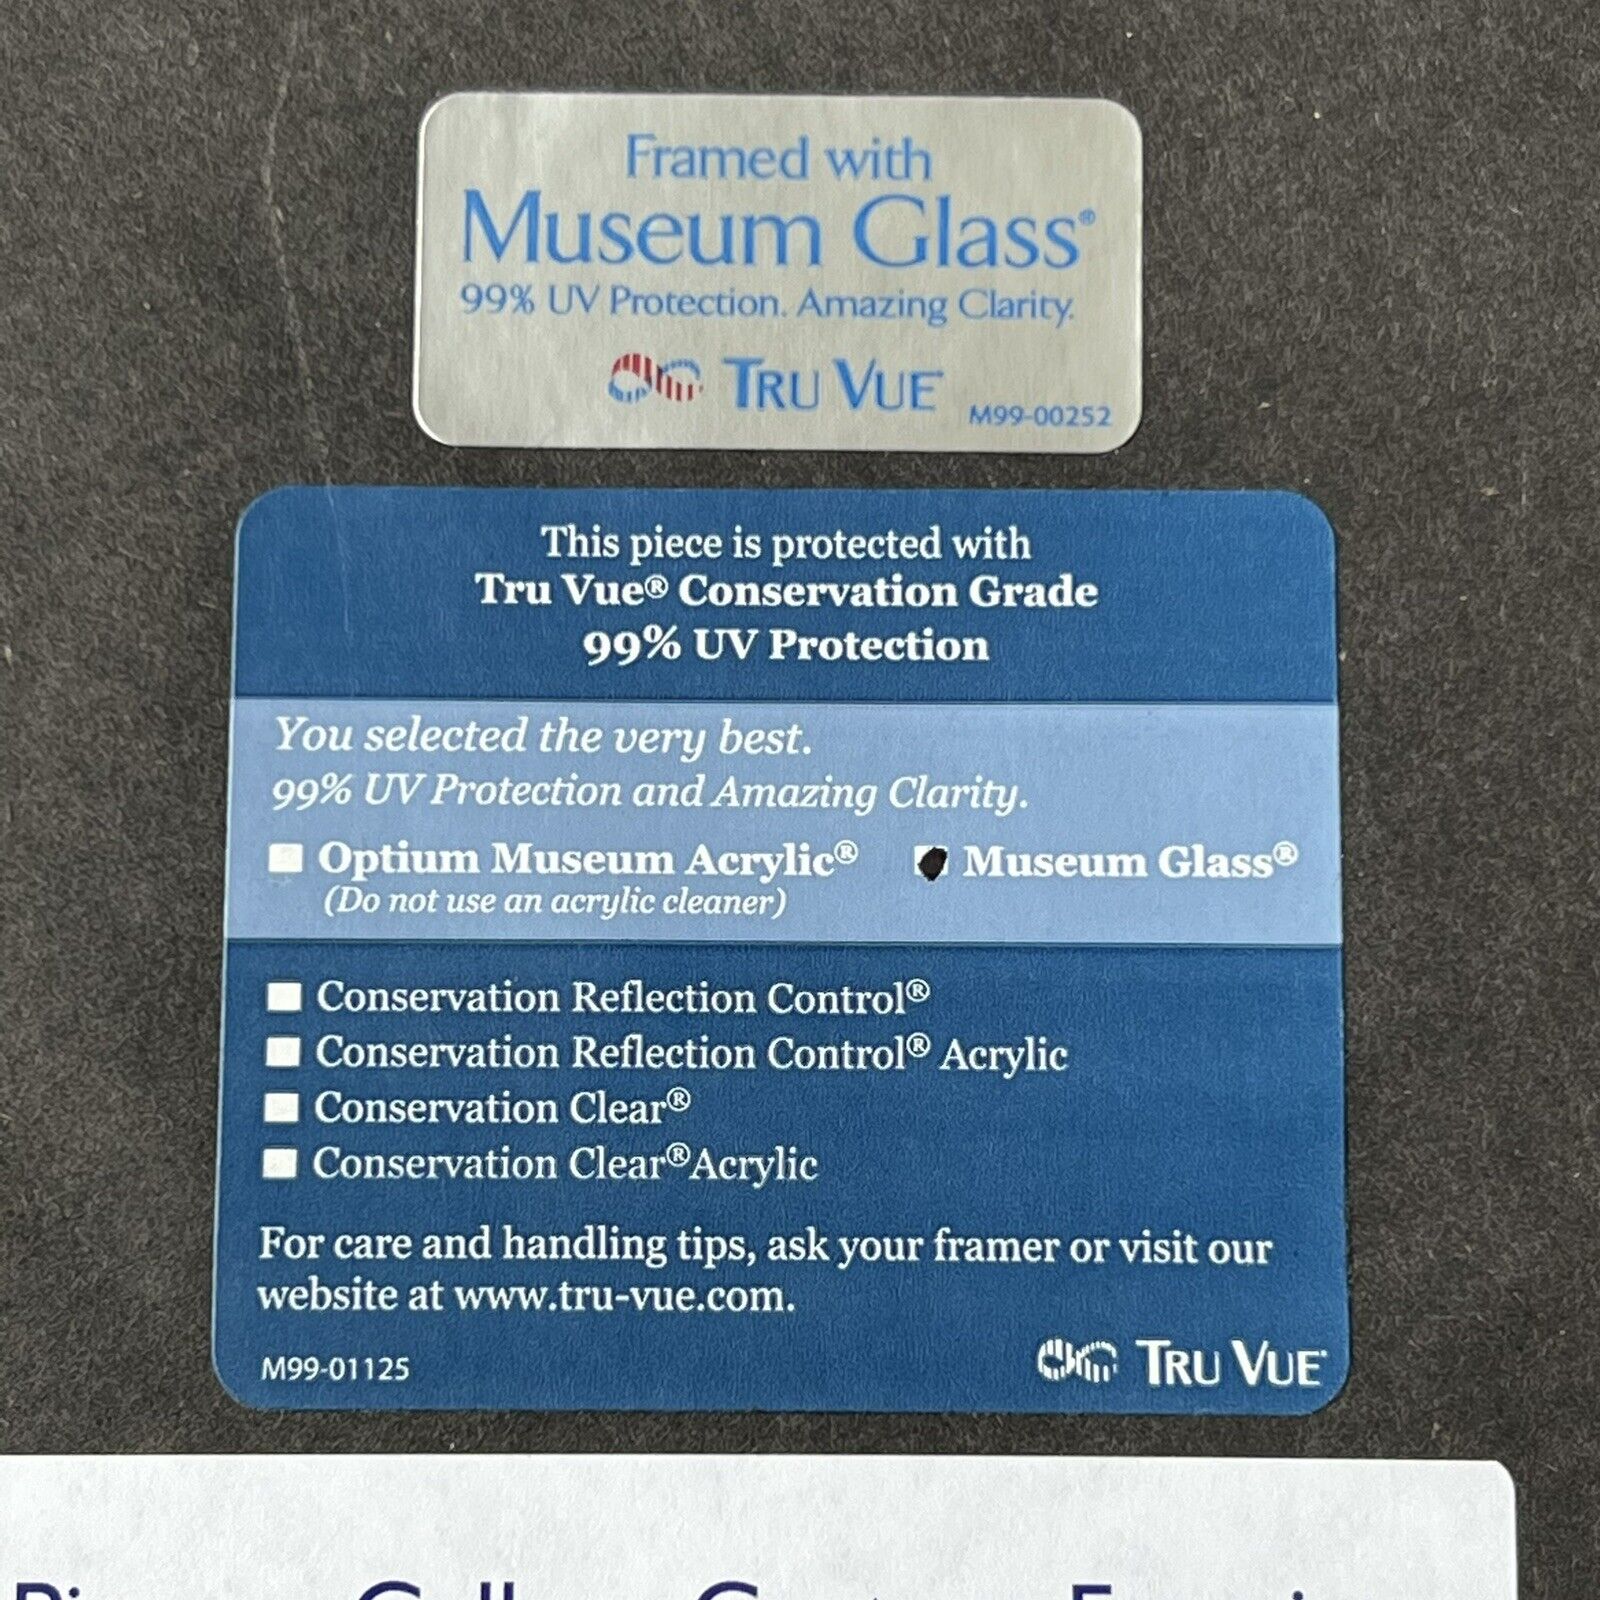 Framed with
Museum Glass®
99% UV Protection. Amazing Clarity.
TRU VUE
M99-00252
This piece is protected with
Tru Vue® Conservation Grade
99% UV Protection
You selected the very best.
99% UV Protection and Amazing Clarity.
Optium Museum Acrylic® Museum Glass®
(Do not use an acrylic cleaner)
Conservation Reflection Control®
Conservation Reflection Control® Acrylic
Conservation Clear®
Conservation Clear®Acrylic
For care and handling tips, ask your framer or visit our
website at www.tru-vue.com.
M99-01125 TRU VUE